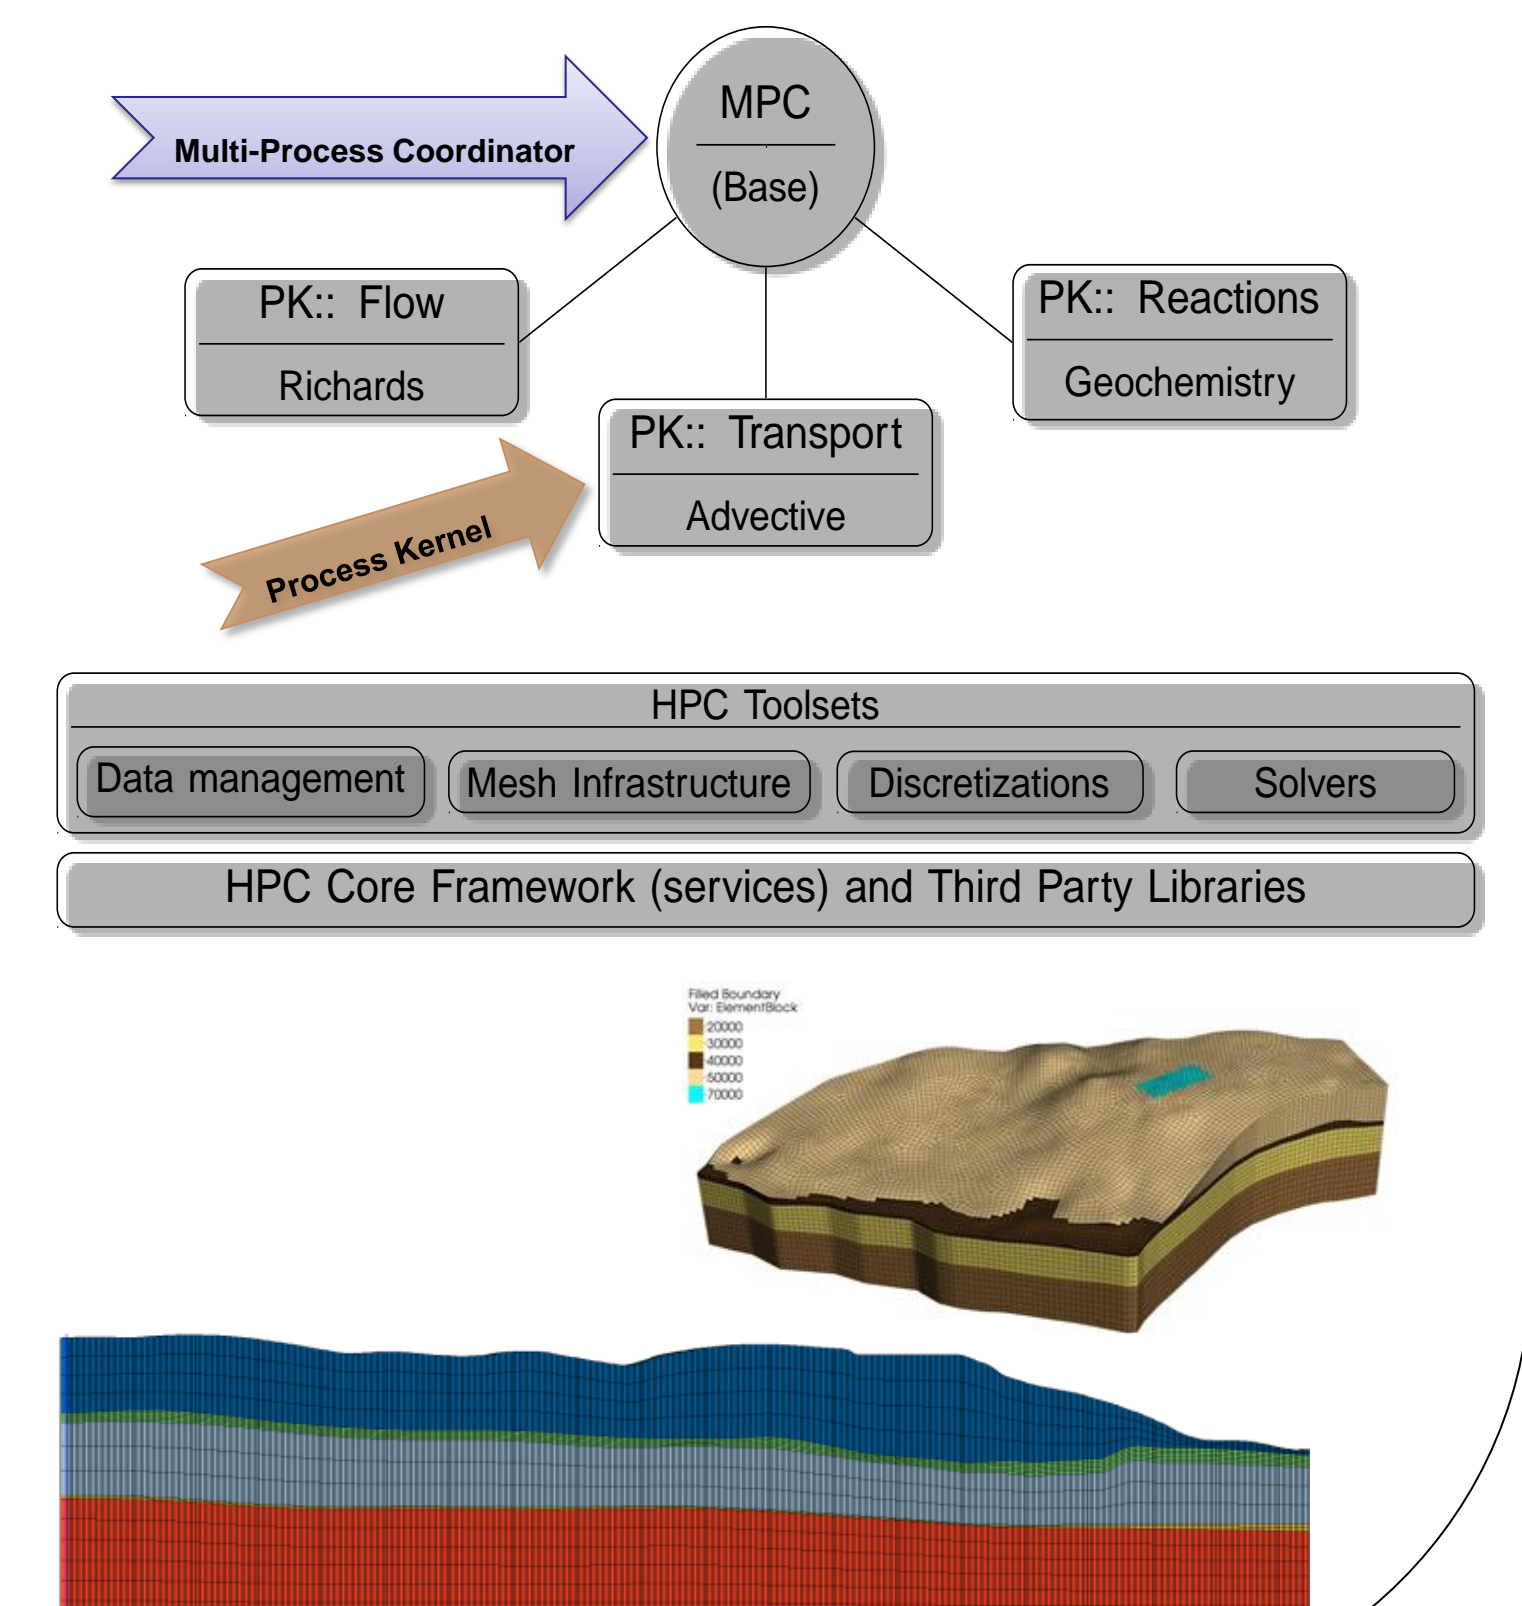 MPC
Multi-Process Coordinator
(Base)
PK:: Flow
Richards
PK:: Reactions
Geochemistry
PK:: Transport
Advective
Process Kernel
HPC Toolsets
Data management
Mesh Infrastructure
Discretizations
Solvers
HPC Core Framework (services) and Third Party Libraries
Filled Boundary
Var: ElementBlock
20000
30000
40000
50000
70000